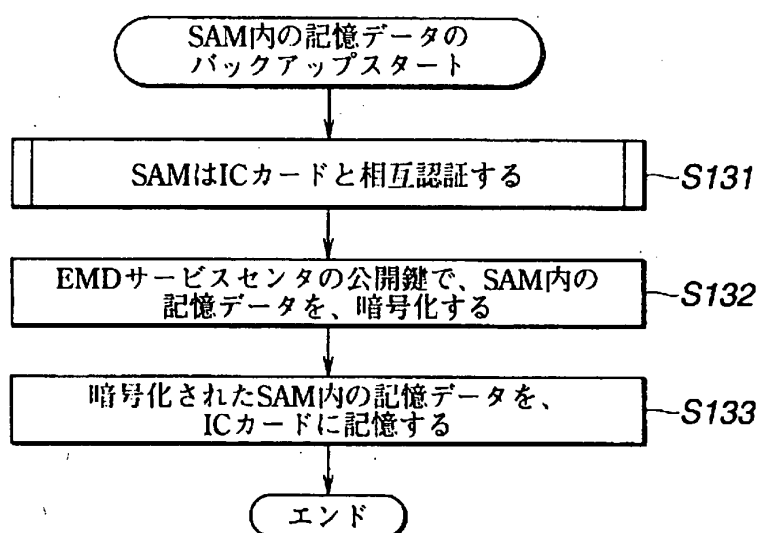 SAM内の記憶データの
バックアップスタート
SAMはICカードと相互認証する
S131
EMDサービスセンタの公開鍵で、SAM内の
記憶データを、暗号化する
S132
暗号化されたSAM内の記憶データを、
ICカードに記憶する
S133
エンド